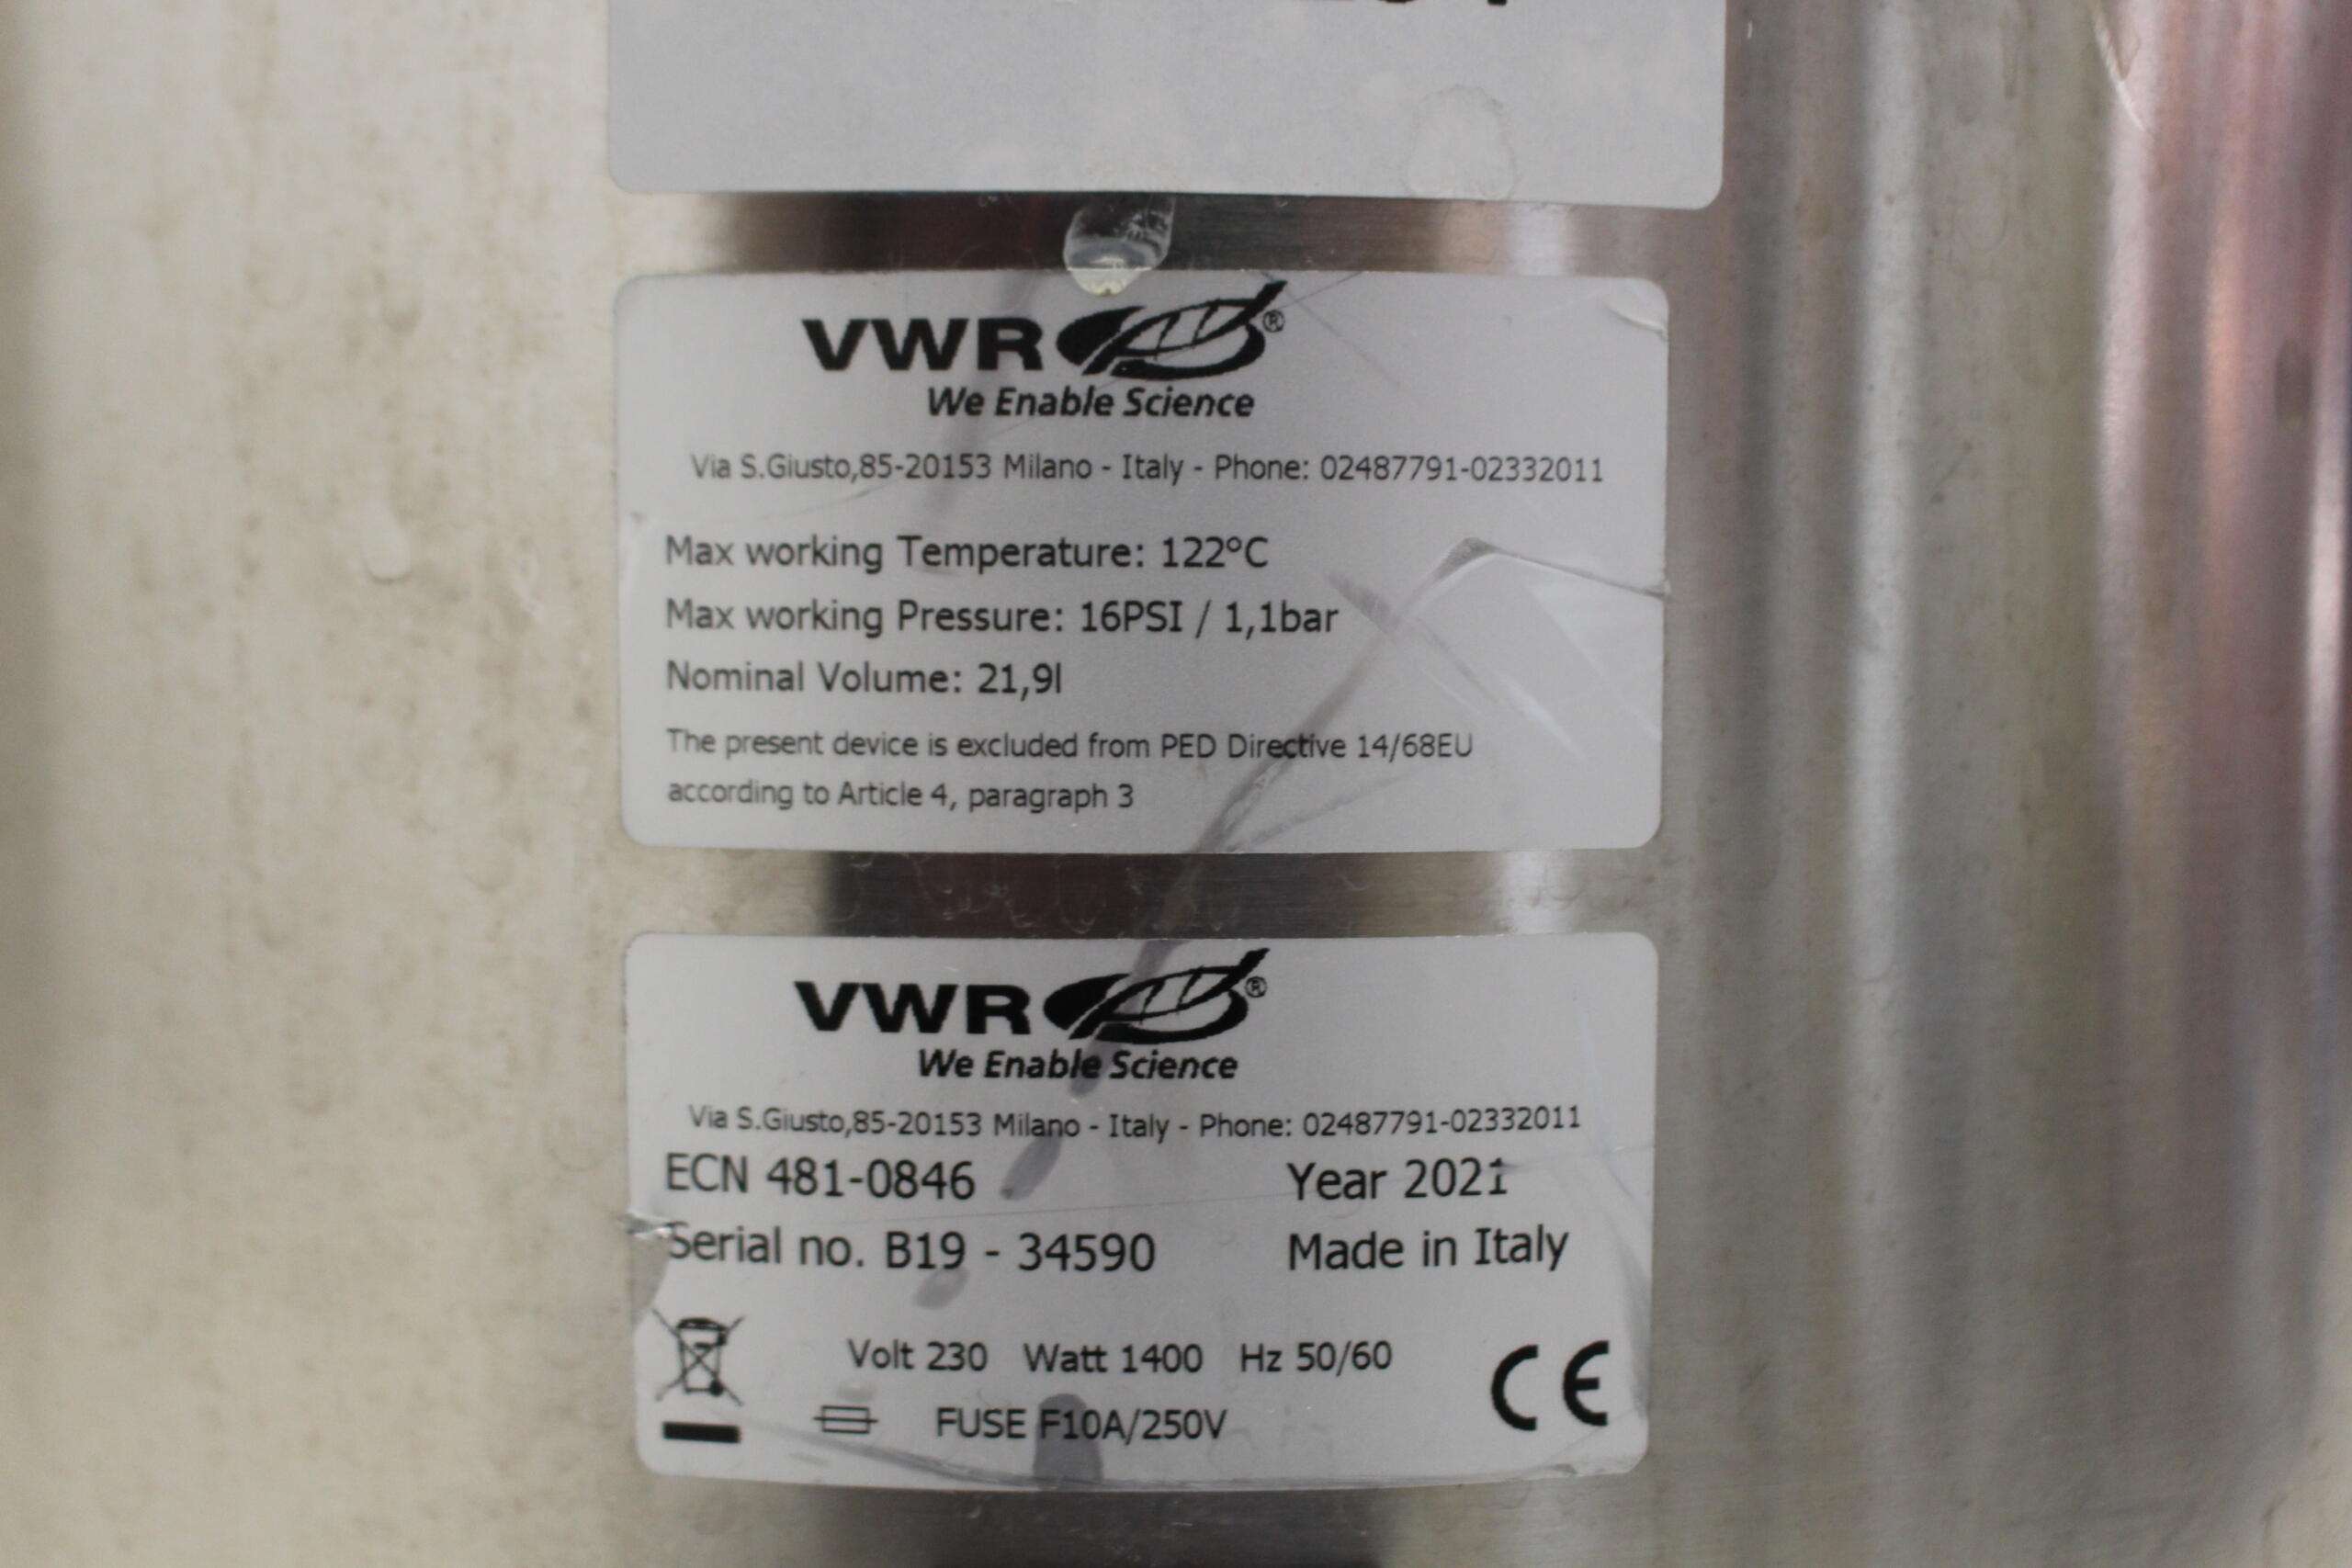 VWR®
We Enable Science
Via S.Giusto,85-20153 Milano - Italy - Phone: 02487791-02332011
Max working Temperature: 122°C
Max working Pressure: 16PSI / 1,1bar
Nominal Volume: 21,9l
The present device is excluded from PED Directive 14/68EU
according to Article 4, paragraph 3
VWR®
We Enable Science
Via S.Giusto,85-20153 Milano - Italy - Phone: 02487791-02332011
ECN 481-0846 Year 2021
Serial no. B19 - 34590 Made in Italy
Volt 230 Watt 1400 Hz 50/60
FUSE F10A/250V
CE